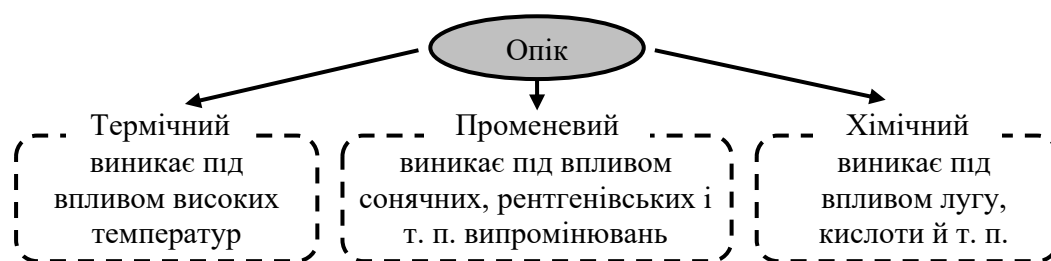 Опік
Термічний
виникає під
впливом високих
температур
Променевий
виникає під впливом
сонячних, рентгенівських і
т. п. випромінювань
Хімічний
виникає під
впливом лугу,
кислоти й т. п.